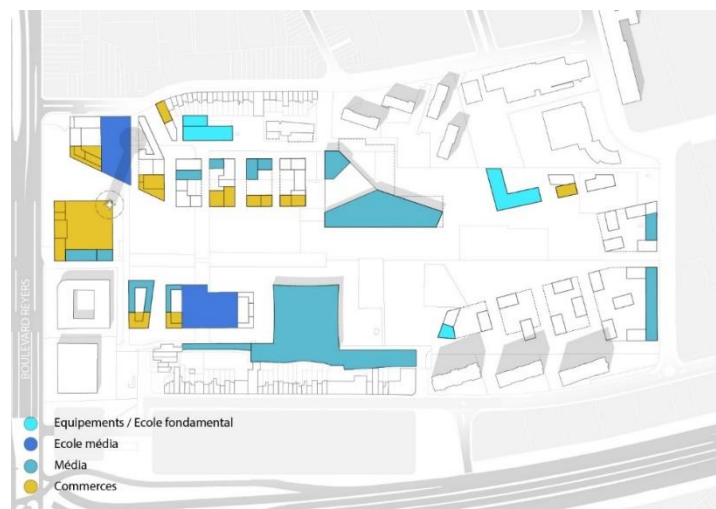 BOULEVARD REYERS
Equipements / Ecole fondamental
Ecole média
Média
Commerces